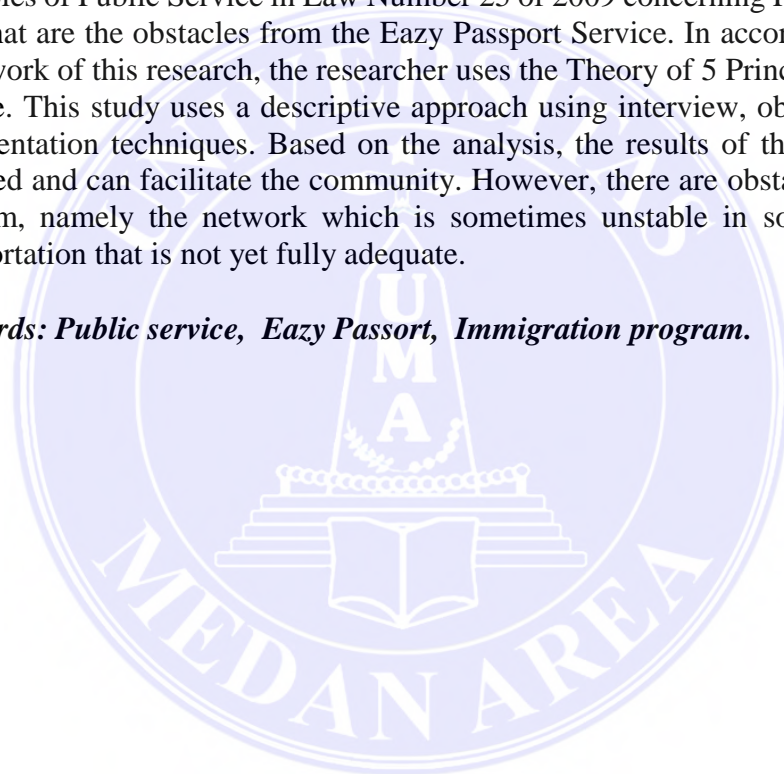 of Public Service in Law Number 25 of 2009 concerning
hat are the obstacles from the Eazy Passport Service. In accor
work of this research, the researcher uses the Theory of 5 Princ
e. This study uses a descriptive approach using interview, ob
entation techniques. Based on the analysis, the results of th
ed and can facilitate the community. However, there are obsta
m, namely the network which is sometimes unstable in so
ortation that is not yet fully adequate.
rds: Public service, Eazy Passort, Immigration program.
UNIVERSITAS
UMA
MEDAN AREA